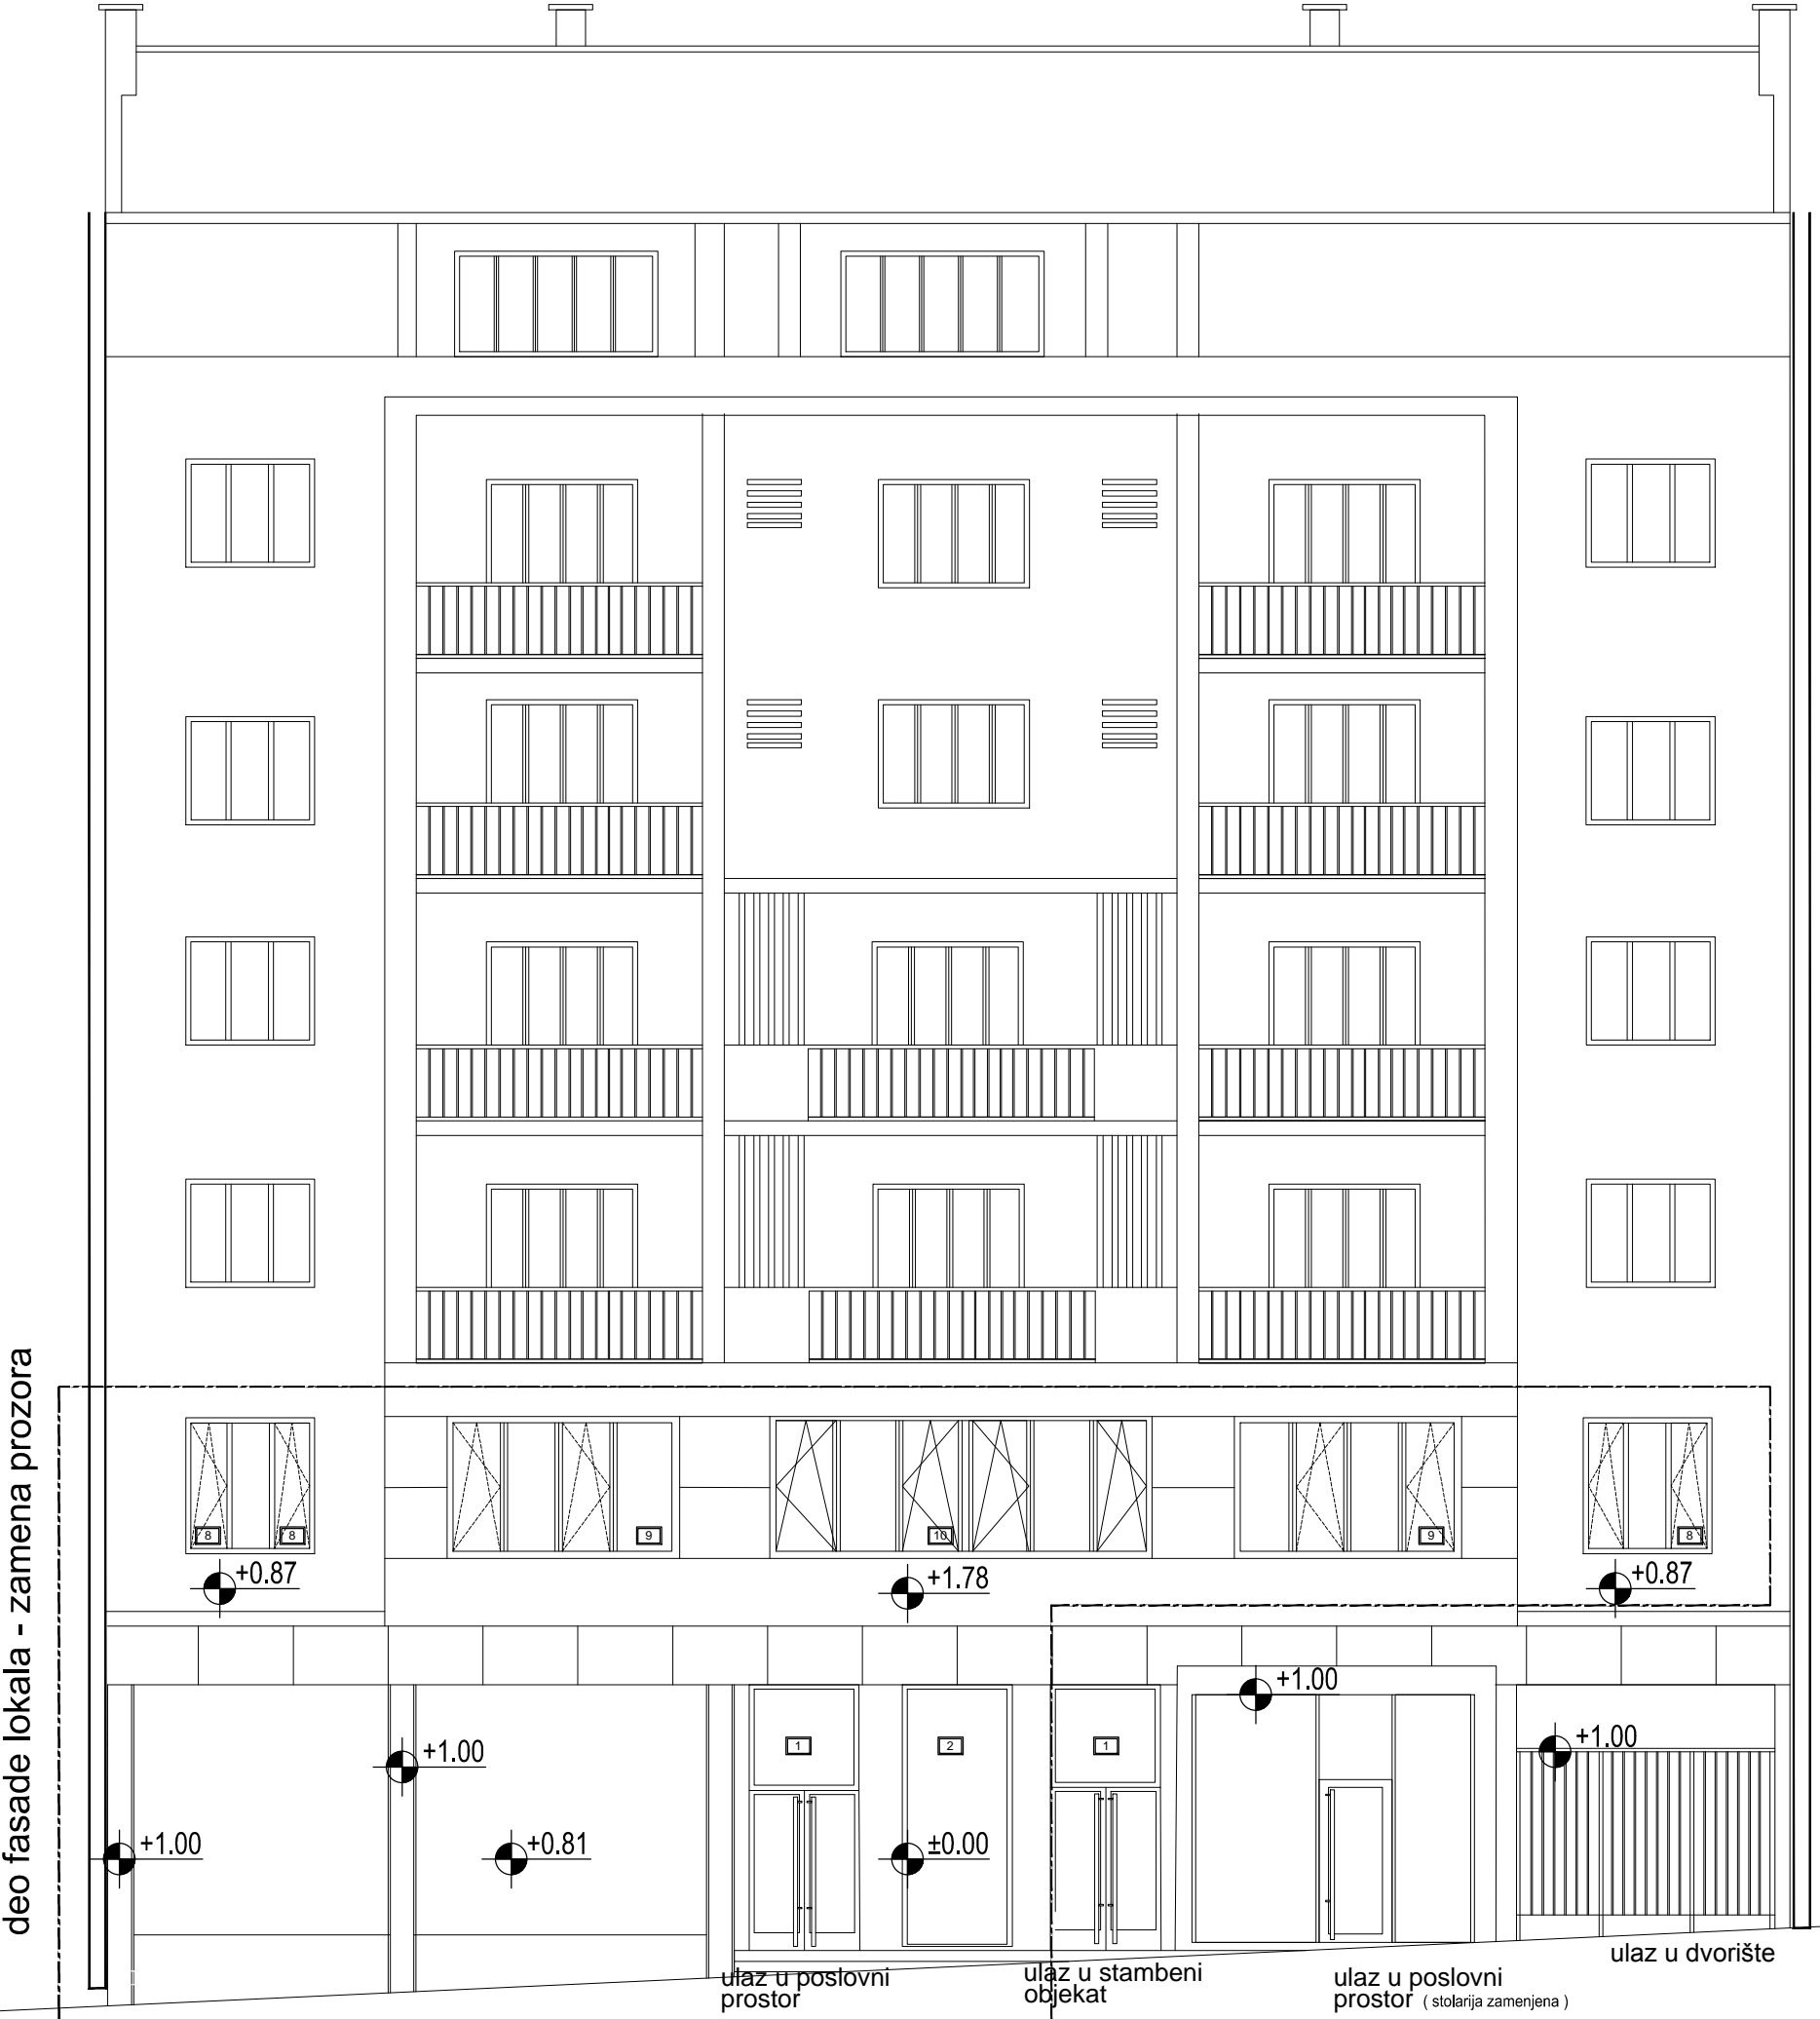 deo fasade lokala - zamena prozora
8
8
9
10
9
8
+0.87
+1.78
+0.87
+1.00
+1.00
+1.00
1
2
1
+1.00
+0.81
±0.00
ulaz u poslovni
prostor
ulaz u stambeni
objekat
ulaz u poslovni
prostor ( stolarija zamenjena )
ulaz u dvorište